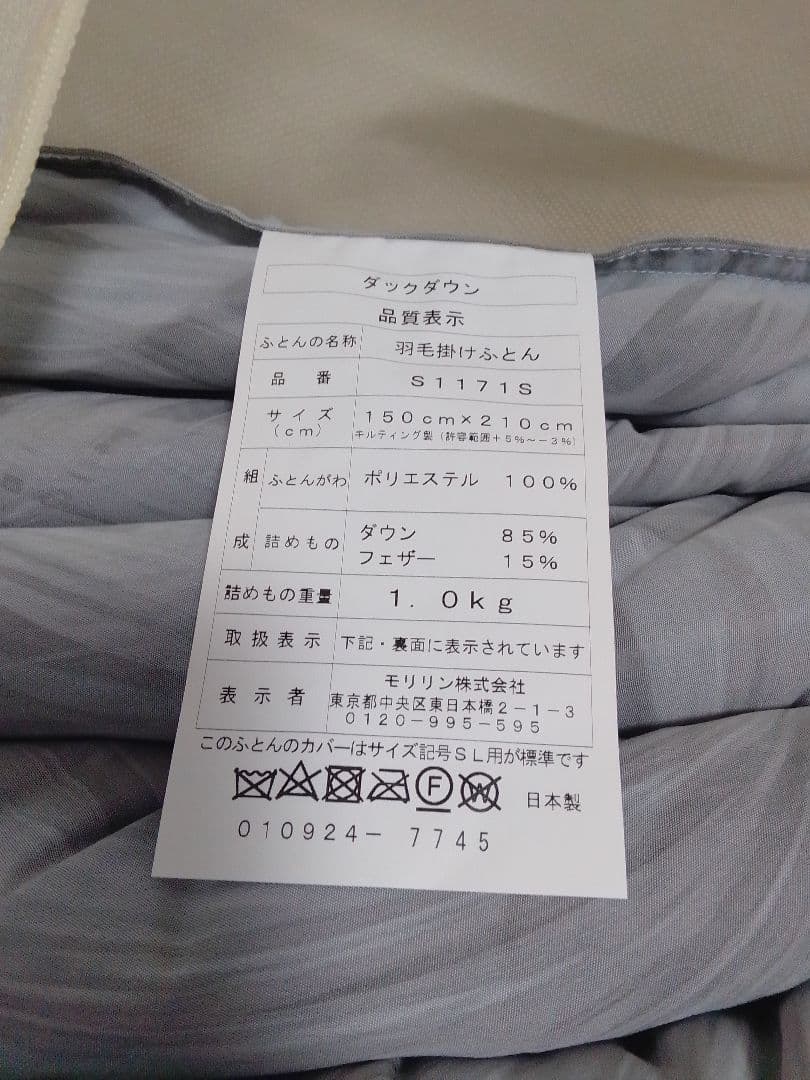 ダックダウン
品質表示
ふとんの名称 羽毛掛けふとん
品番 S1171S
サイズ(cm) 150cm×210cm
キルティング製（許容範囲＋5%～－3%）
組成 ふとんがわ ポリエステル 100%
詰めもの ダウン 85%
フェザー 15%
詰めもの重量 1.0kg
取扱表示 下記・裏面に表示されています
表示者 モリリン株式会社
東京都中央区東日本橋2－1－3
0120－995－595
このふとんのカバーはサイズ記号SL用が標準です
F W 日本製
010924－ 7745